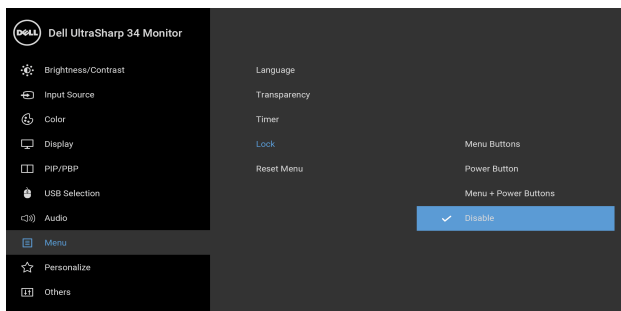 DELL Dell UltraSharp 34 Monitor
Brightness/Contrast
Input Source
Color
Display
PIP/PBP
USB Selection
Audio
Menu
Personalize
Others
Language
Transparency
Timer
Lock
Reset Menu
Menu Buttons
Power Button
Menu + Power Buttons
Disable